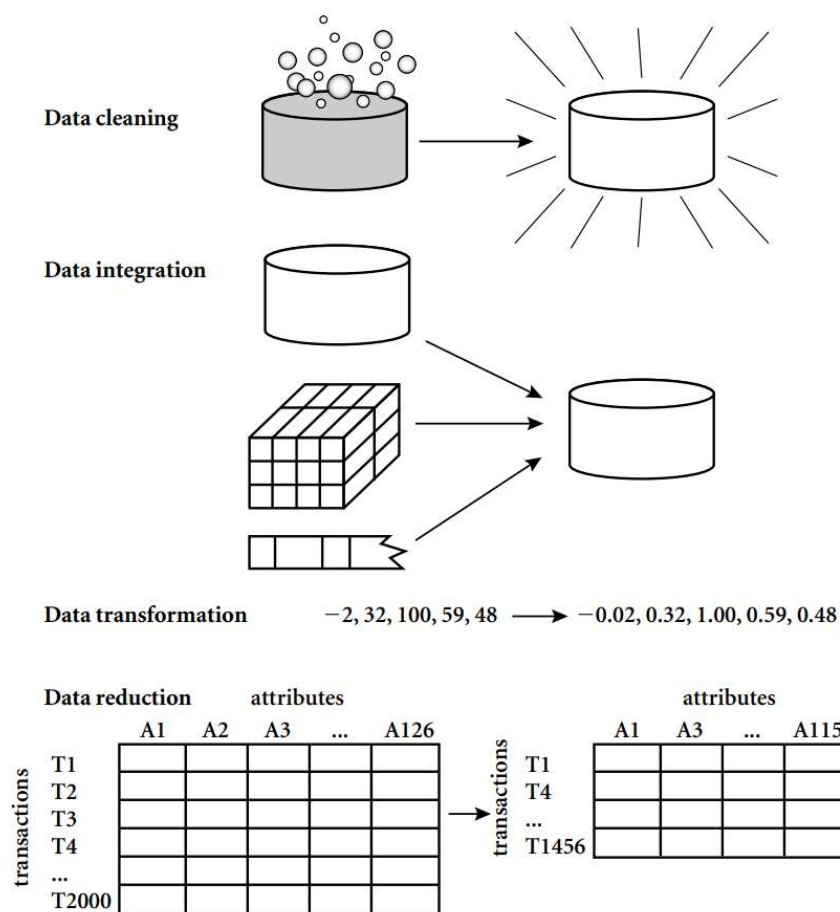 Data cleaning
Data integration
Data transformation −2, 32, 100, 59, 48 −0.02, 0.32, 1.00, 0.59, 0.48
Data reduction attributes
A1 A2 A3 ... A126
transactions
T1
T2
T3
T4
...
T2000
attributes
A1 A3 ... A115
transactions
T1
T4
...
T1456